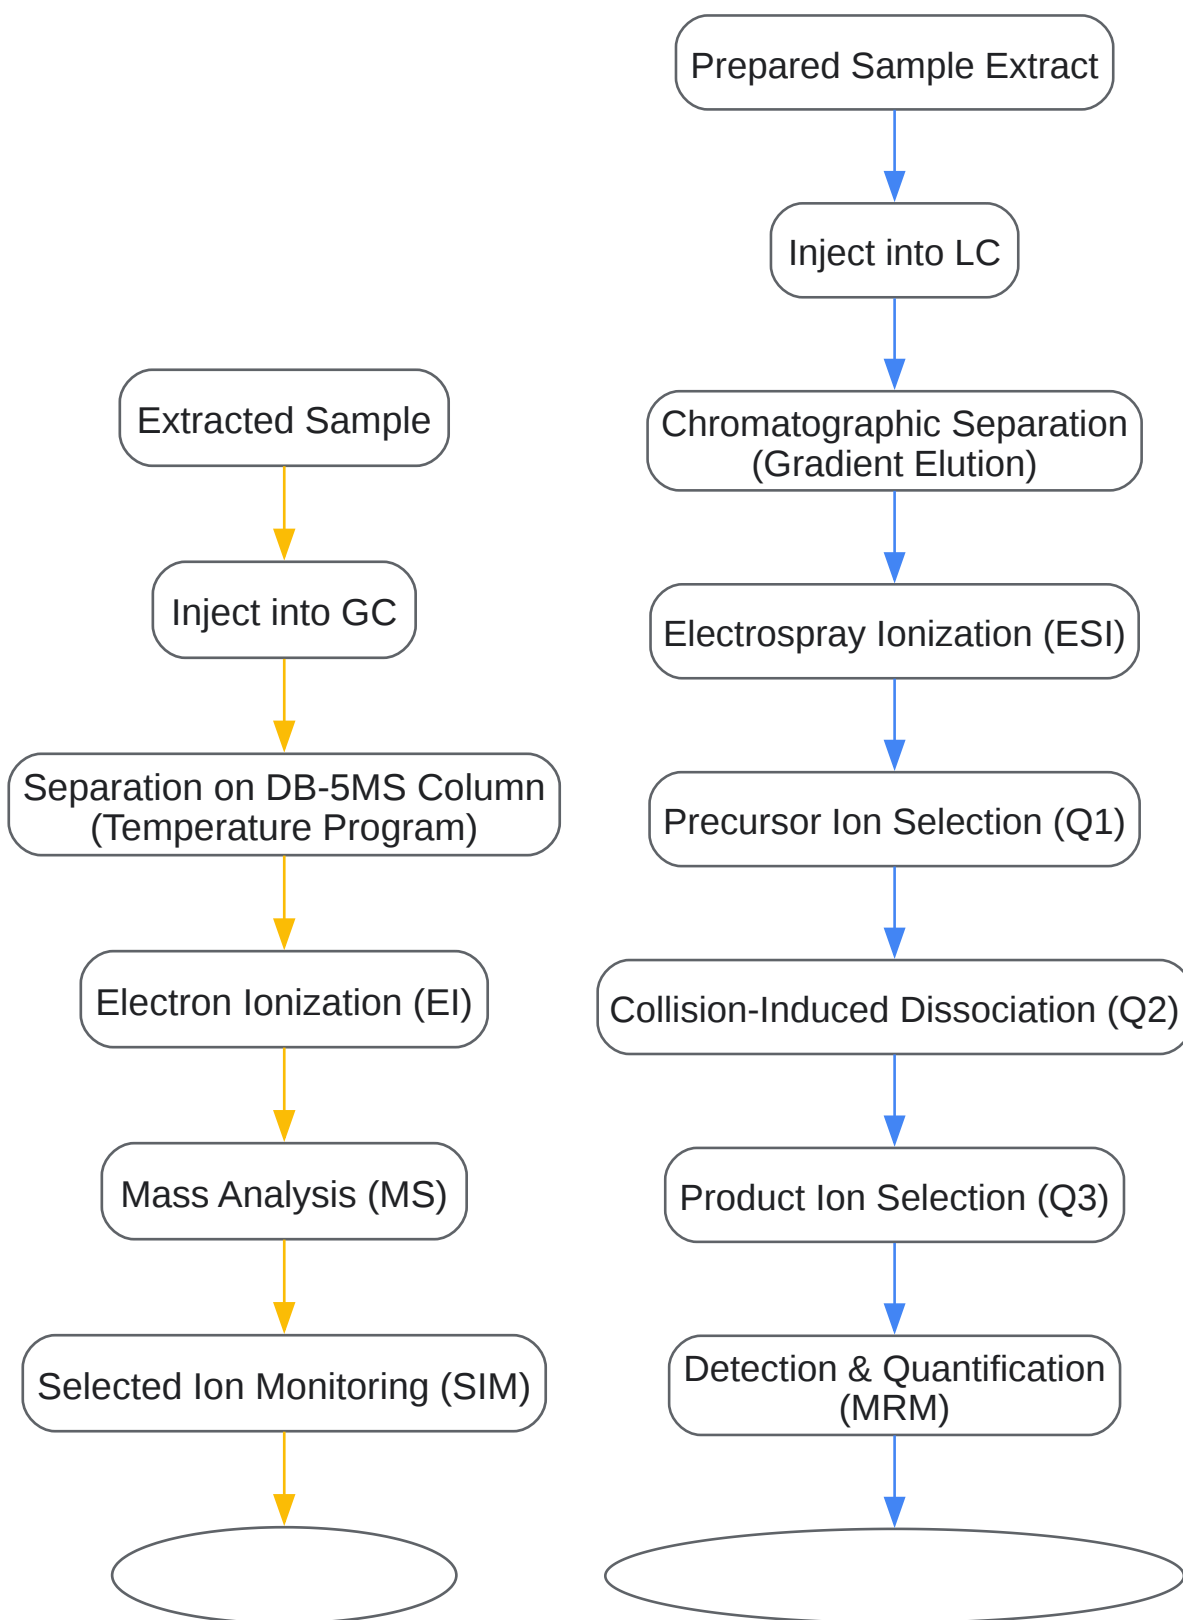 Extracted Sample
Inject into GC
Separation on DB-5MS Column
(Temperature Program)
Electron Ionization (EI)
Mass Analysis (MS)
Selected Ion Monitoring (SIM)
Prepared Sample Extract
Inject into LC
Chromatographic Separation
(Gradient Elution)
Electrospray Ionization (ESI)
Precursor Ion Selection (Q1)
Collision-Induced Dissociation (Q2)
Product Ion Selection (Q3)
Detection & Quantification
(MRM)